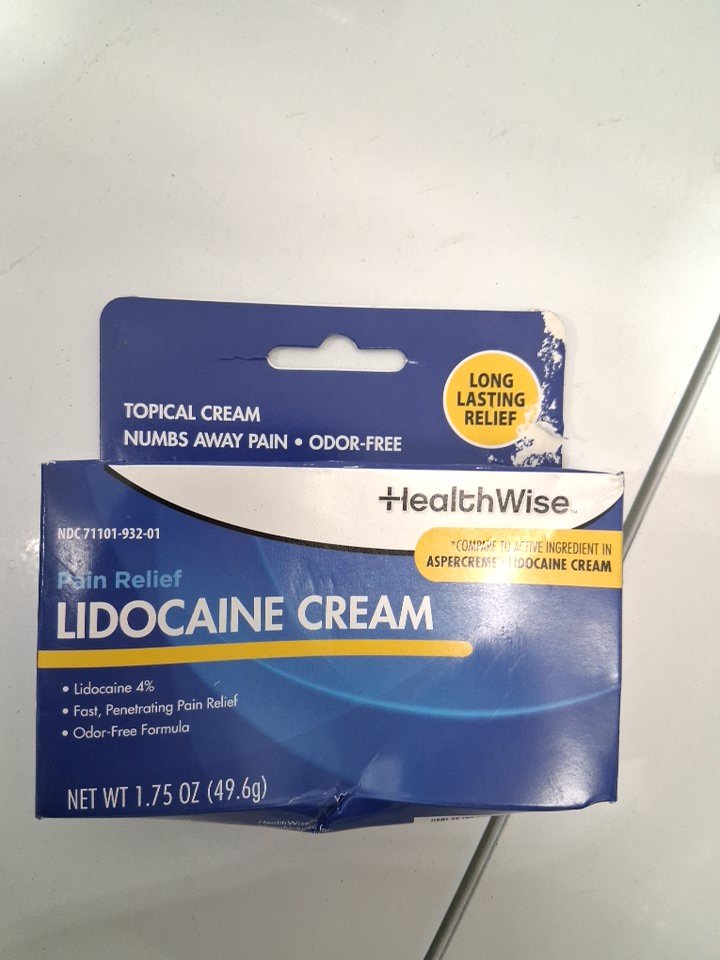 TOPICAL CREAM
NUMBS AWAY PAIN • ODOR-FREE
LONG
LASTING
RELIEF
HealthWise™
NDC 71101-932-01
*COMPARE TO ACTIVE INGREDIENT IN
ASPERCREME® LIDOCAINE CREAM
Pain Relief
LIDOCAINE CREAM
• Lidocaine 4%
• Fast, Penetrating Pain Relief
• Odor-Free Formula
NET WT 1.75 OZ (49.6g)
HealthWise